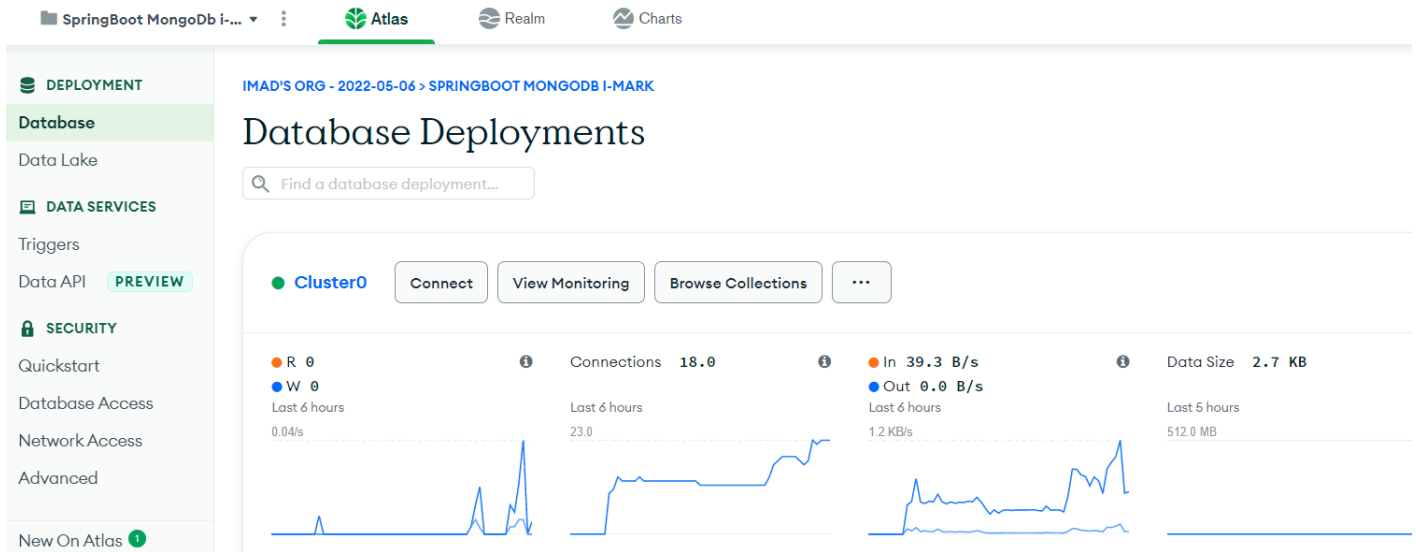 SpringBoot MongoDb i-...
Atlas
Realm
Charts
DEPLOYMENT
Database
Data Lake
DATA SERVICES
Triggers
Data API PREVIEW
SECURITY
Quickstart
Database Access
Network Access
Advanced
New On Atlas 1
IMAD'S ORG - 2022-05-06 > SPRINGBOOT MONGODB I-MARK
Database Deployments
Find a database deployment...
Cluster0
Connect
View Monitoring
Browse Collections
...
R 0
W 0
Last 6 hours
0.04/s
Connections 18.0
Last 6 hours
23.0
In 39.3 B/s
Out 0.0 B/s
Last 6 hours
1.2 KB/s
Data Size 2.7 KB
Last 5 hours
512.0 MB